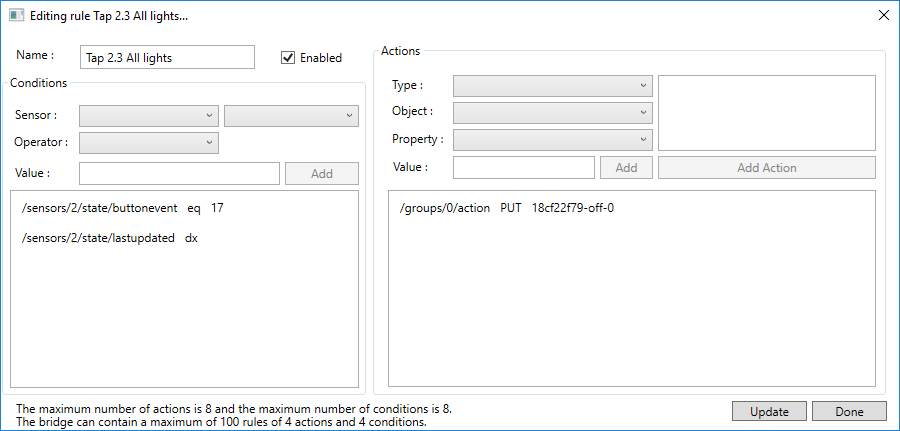 Editing rule Tap 2.3 All lights...
Name :
Tap 2.3 All lights
Enabled
Conditions
Sensor :
Operator :
Value :
Add
/sensors/2/state/buttonevent eq 17
/sensors/2/state/lastupdated dx
Actions
Type :
Object :
Property :
Value :
Add
Add Action
/groups/0/action PUT 18cf22f79-off-0
The maximum number of actions is 8 and the maximum number of conditions is 8.
The bridge can contain a maximum of 100 rules of 4 actions and 4 conditions.
Update
Done